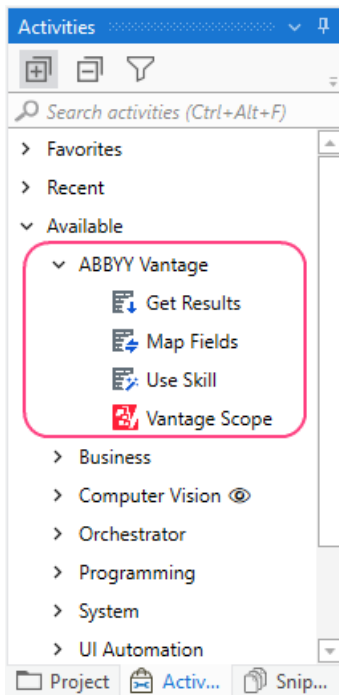 Activities
Search activities (Ctrl+Alt+F)
Favorites
Recent
Available
ABBYY Vantage
Get Results
Map Fields
Use Skill
Vantage Scope
Business
Computer Vision
Orchestrator
Programming
System
UI Automation
Project Activ... Snip...